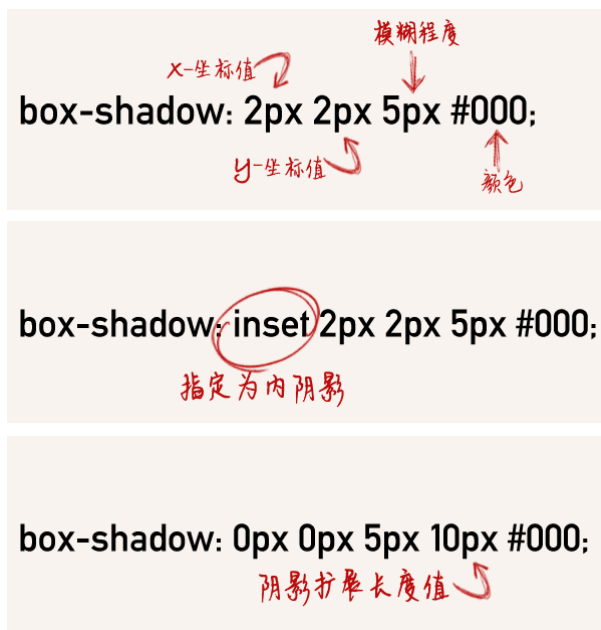 模糊程度
x-坐标值
box-shadow: 2px 2px 5px #000;
y-坐标值
颜色
box-shadow: inset 2px 2px 5px #000;
指定为内阴影
box-shadow: 0px 0px 5px 10px #000;
阴影扩展长度值